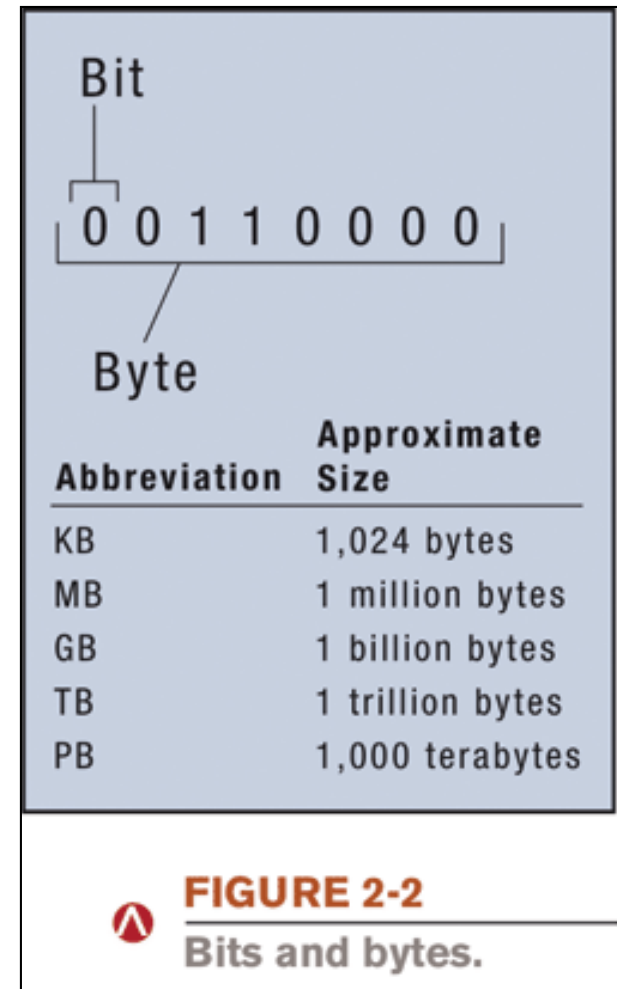 Bit
0 0 1 1 0 0 0 0
Byte
Approximate
Abbreviation Size
KB 1,024 bytes
MB 1 million bytes
GB 1 billion bytes
TB 1 trillion bytes
PB 1,000 terabytes
FIGURE 2-2
Bits and bytes.